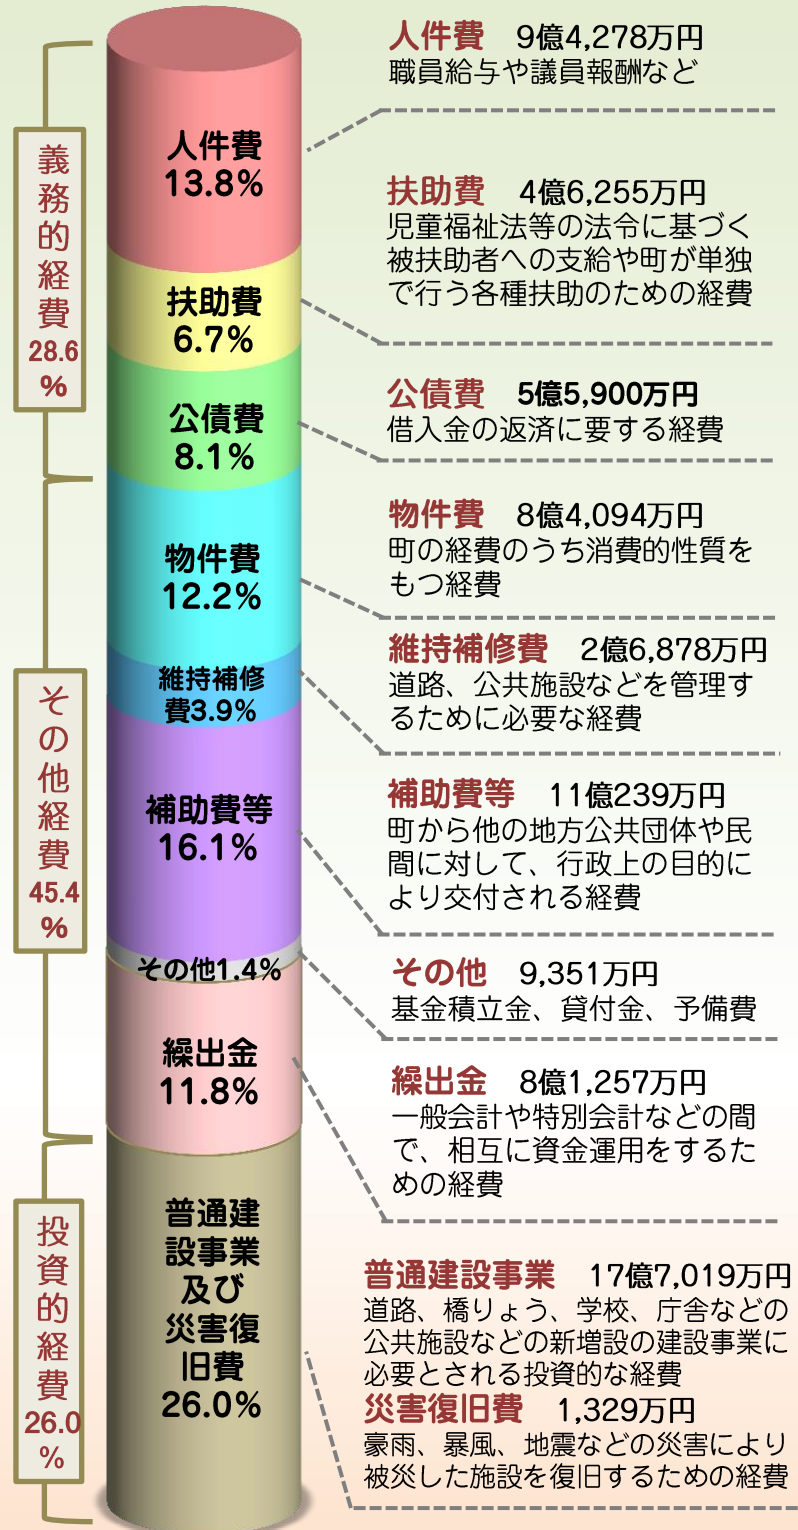 義務的経費
28.6
%
その他経費
45.4
%
投資的経費
26.0
%
人件費
13.8%
扶助費
6.7%
公債費
8.1%
物件費
12.2%
維持補修
費3.9%
補助費等
16.1%
その他1.4%
繰出金
11.8%
普通建
設事業
及び
災害復
旧費
26.0%
人件費 9億4,278万円
職員給与や議員報酬など
扶助費 4億6,255万円
児童福祉法等の法令に基づく
被扶助者への支給や町が単独
で行う各種扶助のための経費
公債費 5億5,900万円
借入金の返済に要する経費
物件費 8億4,094万円
町の経費のうち消費的性質を
もつ経費
維持補修費 2億6,878万円
道路、公共施設などを管理す
るために必要な経費
補助費等 11億239万円
町から他の地方公共団体や民
間に対して、行政上の目的に
より交付される経費
その他 9,351万円
基金積立金、貸付金、予備費
繰出金 8億1,257万円
一般会計や特別会計などの間
で、相互に資金運用をするた
めの経費
普通建設事業 17億7,019万円
道路、橋りょう、学校、庁舎などの
公共施設などの新増設の建設事業に
必要とされる投資的な経費
災害復旧費 1,329万円
豪雨、暴風、地震などの災害により
被災した施設を復旧するための経費